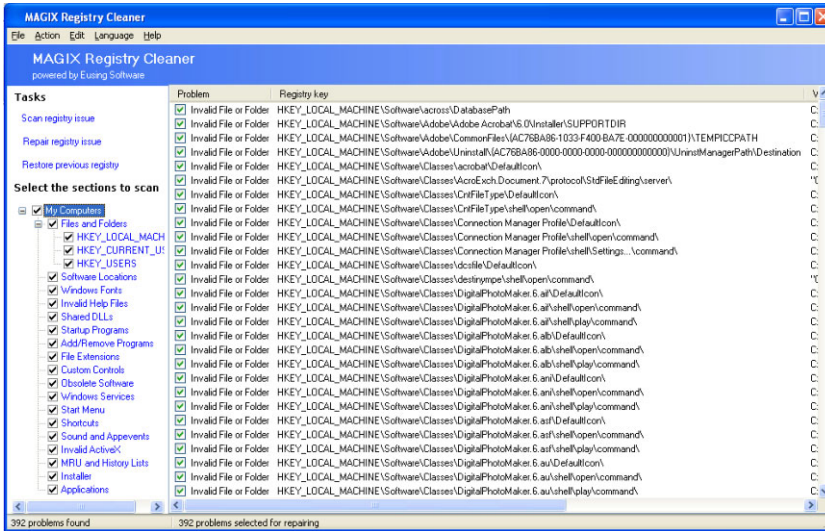 MAGIX Registry Cleaner
File Action Edit Language Help
MAGIX Registry Cleaner
powered by Eusing Software
Tasks
Scan registry issue
Repair registry issue
Restore previous registry
Select the sections to scan
My Computers
Files and Folders
HKEY_LOCAL_MACH
HKEY_CURRENT_U
HKEY_USERS
Software Locations
Windows Fonts
Invalid Help Files
Shared DLLs
Startup Programs
Add/Remove Programs
File Extensions
Custom Controls
Obsolete Software
Windows Services
Start Menu
Shortcuts
Sound and Appevents
Invalid ActiveX
MRU and History Lists
Installer
Applications
Problem Registry key V
Invalid File or Folder HKEY_LOCAL_MACHINE\Software\across\DatabasePath C:
Invalid File or Folder HKEY_LOCAL_MACHINE\Software\Adobe\Adobe Acrobat\6.0\Installer\SUPPORTDIR C:
Invalid File or Folder HKEY_LOCAL_MACHINE\Software\Adobe\CommonFiles\{AC76BA86-1033-F400-BA7E-000000000001}\TEMPICCPATH C:
Invalid File or Folder HKEY_LOCAL_MACHINE\Software\Adobe\Uninstall\{AC76BA86-0000-0000-0000-000000000000}\UninstManagerPath\Destination C:
Invalid File or Folder HKEY_LOCAL_MACHINE\Software\Classes\acrobat\DefaultIcon\ C:
Invalid File or Folder HKEY_LOCAL_MACHINE\Software\Classes\AcroExch.Document.7\protocol\StdFileEditing\server\
Invalid File or Folder HKEY_LOCAL_MACHINE\Software\Classes\CntFileType\DefaultIcon\ C:
Invalid File or Folder HKEY_LOCAL_MACHINE\Software\Classes\CntFileType\shell\open\command\ C:
Invalid File or Folder HKEY_LOCAL_MACHINE\Software\Classes\Connection Manager Profile\DefaultIcon\ C:
Invalid File or Folder HKEY_LOCAL_MACHINE\Software\Classes\Connection Manager Profile\shell\open\command\ C:
Invalid File or Folder HKEY_LOCAL_MACHINE\Software\Classes\Connection Manager Profile\shell\Settings...\command\ C:
Invalid File or Folder HKEY_LOCAL_MACHINE\Software\Classes\dcsfile\DefaultIcon\ C:
Invalid File or Folder HKEY_LOCAL_MACHINE\Software\Classes\destinympe\shell\open\command\
Invalid File or Folder HKEY_LOCAL_MACHINE\Software\Classes\DigitalPhotoMaker.6.aif\DefaultIcon\ C:
Invalid File or Folder HKEY_LOCAL_MACHINE\Software\Classes\DigitalPhotoMaker.6.aif\shell\open\command\ C:
Invalid File or Folder HKEY_LOCAL_MACHINE\Software\Classes\DigitalPhotoMaker.6.aif\shell\play\command\ C:
Invalid File or Folder HKEY_LOCAL_MACHINE\Software\Classes\DigitalPhotoMaker.6.alb\DefaultIcon\ C:
Invalid File or Folder HKEY_LOCAL_MACHINE\Software\Classes\DigitalPhotoMaker.6.alb\shell\open\command\ C:
Invalid File or Folder HKEY_LOCAL_MACHINE\Software\Classes\DigitalPhotoMaker.6.alb\shell\play\command\ C:
Invalid File or Folder HKEY_LOCAL_MACHINE\Software\Classes\DigitalPhotoMaker.6.ani\DefaultIcon\ C:
Invalid File or Folder HKEY_LOCAL_MACHINE\Software\Classes\DigitalPhotoMaker.6.ani\shell\open\command\ C:
Invalid File or Folder HKEY_LOCAL_MACHINE\Software\Classes\DigitalPhotoMaker.6.ani\shell\play\command\ C:
Invalid File or Folder HKEY_LOCAL_MACHINE\Software\Classes\DigitalPhotoMaker.6.asf\DefaultIcon\ C:
Invalid File or Folder HKEY_LOCAL_MACHINE\Software\Classes\DigitalPhotoMaker.6.asf\shell\open\command\ C:
Invalid File or Folder HKEY_LOCAL_MACHINE\Software\Classes\DigitalPhotoMaker.6.asf\shell\play\command\ C:
Invalid File or Folder HKEY_LOCAL_MACHINE\Software\Classes\DigitalPhotoMaker.6.au\DefaultIcon\ C:
Invalid File or Folder HKEY_LOCAL_MACHINE\Software\Classes\DigitalPhotoMaker.6.au\shell\open\command\ C:
Invalid File or Folder HKEY_LOCAL_MACHINE\Software\Classes\DigitalPhotoMaker.6.au\shell\play\command\ C:
392 problems found 392 problems selected for repairing